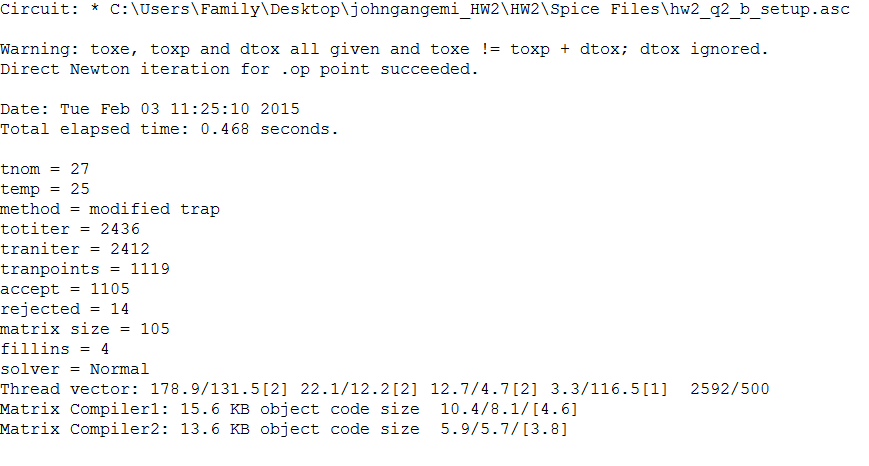 Circuit: * C:\Users\Family\Desktop\johngangemi_HW2\HW2\Spice Files\hw2_q2_b_setup.asc
Warning: toxe, toxp and dtox all given and toxe != toxp + dtox; dtox ignored.
Direct Newton iteration for .op point succeeded.
Date: Tue Feb 03 11:25:10 2015
Total elapsed time: 0.468 seconds.
tnom = 27
temp = 25
method = modified trap
totiter = 2436
traniter = 2412
tranpoints = 1119
accept = 1105
rejected = 14
matrix size = 105
fillins = 4
solver = Normal
Thread vector: 178.9/131.5[2] 22.1/12.2[2] 12.7/4.7[2] 3.3/116.5[1]  2592/500
Matrix Compiler1: 15.6 KB object code size  10.4/8.1/[4.6]
Matrix Compiler2: 13.6 KB object code size  5.9/5.7/[3.8]